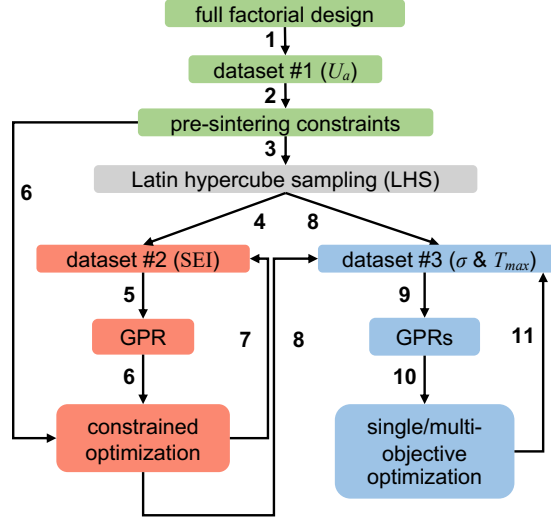 full factorial design
1
dataset #1 (Uₐ)
2
pre-sintering constraints
3
6
Latin hypercube sampling (LHS)
4
8
dataset #2 (SEI)
dataset #3 (σ & Tₘₐₓ)
5
9
GPR
7
8
GPRs
11
6
10
constrained
optimization
single/multi-
objective
optimization